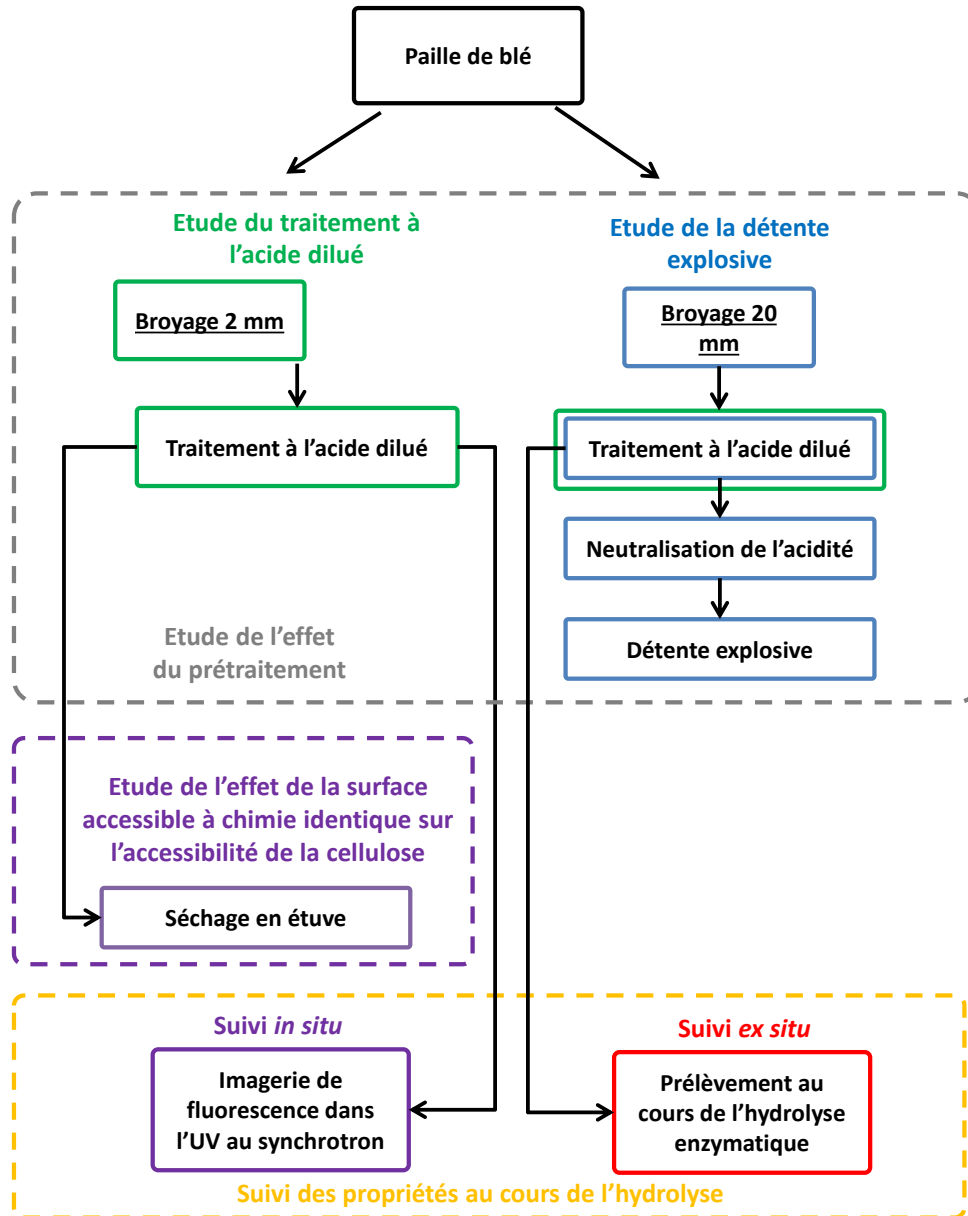 Paille de blé
Etude du traitement à
l'acide dilué
Etude de la détente
explosive
Broyage 2 mm
Broyage 20
mm
Traitement à l'acide dilué
Traitement à l'acide dilué
Neutralisation de l'acidité
Etude de l'effet
du prétraitement
Détente explosive
Etude de l'effet de la surface
accessible à chimie identique sur
l'accessibilité de la cellulose
Séchage en étuve
Suivi in situ
Suivi ex situ
Imagerie de
fluorescence dans
l'UV au synchrotron
Prélèvement au
cours de l'hydrolyse
enzymatique
Suivi des propriétés au cours de l'hydrolyse